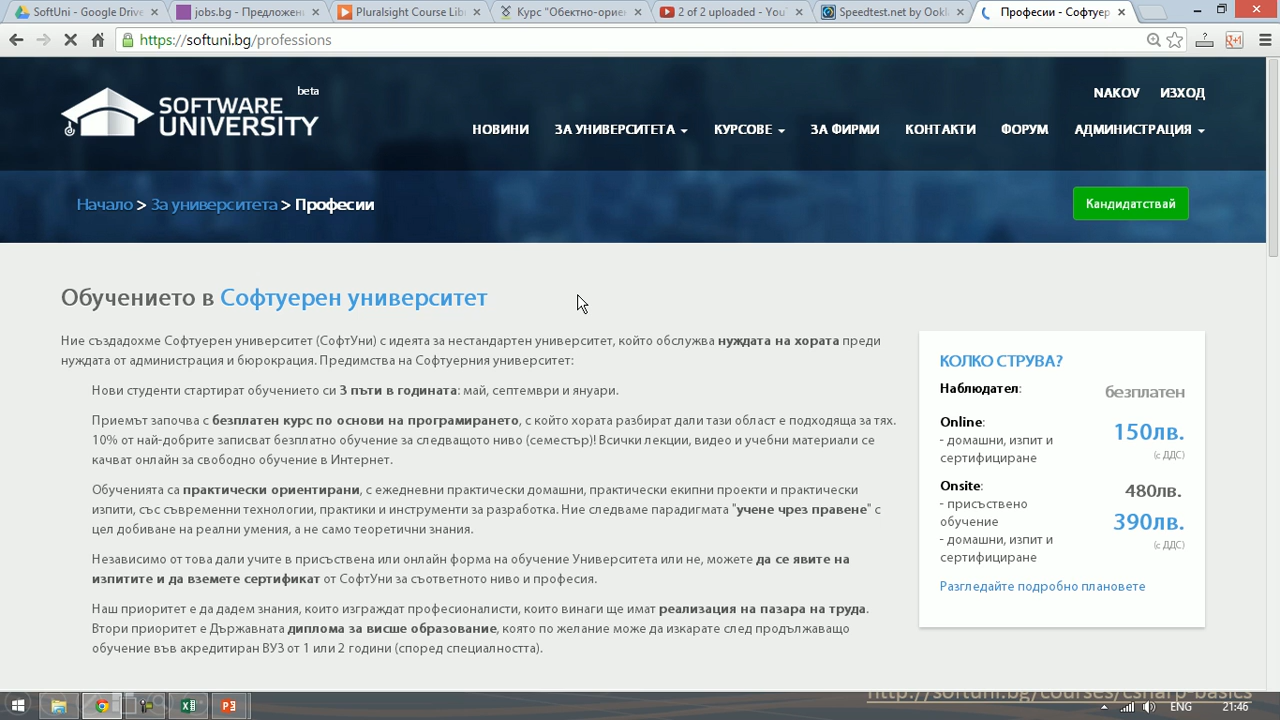 SoftUni - Google Drive
jobs.bg - Предложени
Pluralsight Course Lib
Курс "Обектно-ориен
2 of 2 uploaded - You
Speedtest.net by Ookl
Професии - Софтуер
https://softuni.bg/professions
SOFTWARE UNIVERSITY
beta
NAKOV ИЗХОД
НОВИНИ ЗА УНИВЕРСИТЕТА КУРСОВЕ ЗА ФИРМИ КОНТАКТИ ФОРУМ АДМИНИСТРАЦИЯ
Начало > За университета > Професии
Кандидатствай
Обучението в Софтуерен университет
Ние създадохме Софтуерен университет (СофтУни) с идеята за нестандартен университет, който обслужва нуждата на хората преди
нуждата от администрация и бюрокрация. Предимства на Софтуерния университет:
Нови студенти стартират обучението си 3 пъти в годината: май, септември и януари.
Приемът започва с безплатен курс по основи на програмирането, с който хората разбират дали тази област е подходяща за тях.
10% от най-добрите записват безплатно обучение за следващото ниво (семестър)! Всички лекции, видео и учебни материали се
качват онлайн за свободно обучение в Интернет.
Обученията са практически ориентирани, с ежедневни практически домашни, практически екипни проекти и практически
изпити, със съвременни технологии, практики и инструменти за разработка. Ние следваме парадигмата "учене чрез правене" с
цел добиване на реални умения, а не само теоретични знания.
Независимо от това дали учите в присъствена или онлайн форма на обучение Университета или не, можете да се явите на
изпитите и да вземете сертификат от СофтУни за съответното ниво и професия.
Наш приоритет е да дадем знания, които изграждат професионалисти, които винаги ще имат реализация на пазара на труда.
Втори приоритет е Държавната диплома за висше образование, която по желание може да изкарате след продължаващо
обучение във акредитиран ВУЗ от 1 или 2 години (според специалността).
КОЛКО СТРУВА?
Наблюдател: безплатен
Online: 150лв.
- домашни, изпит и
сертифициране
(с ДДС)
Onsite: 480лв.
- присъствено
обучение
390лв.
- домашни, изпит и
сертифициране
(с ДДС)
Разгледайте подробно плановете
http://softuni.bg/courses/csharp-basics
ENG 21:46